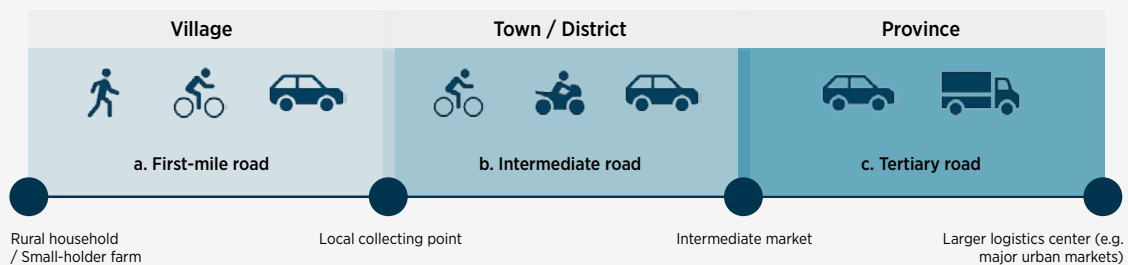 Village
Town / District
Province
a. First-mile road
b. Intermediate road
c. Tertiary road
Rural household
/ Small-holder farm
Local collecting point
Intermediate market
Larger logistics center (e.g.
major urban markets)